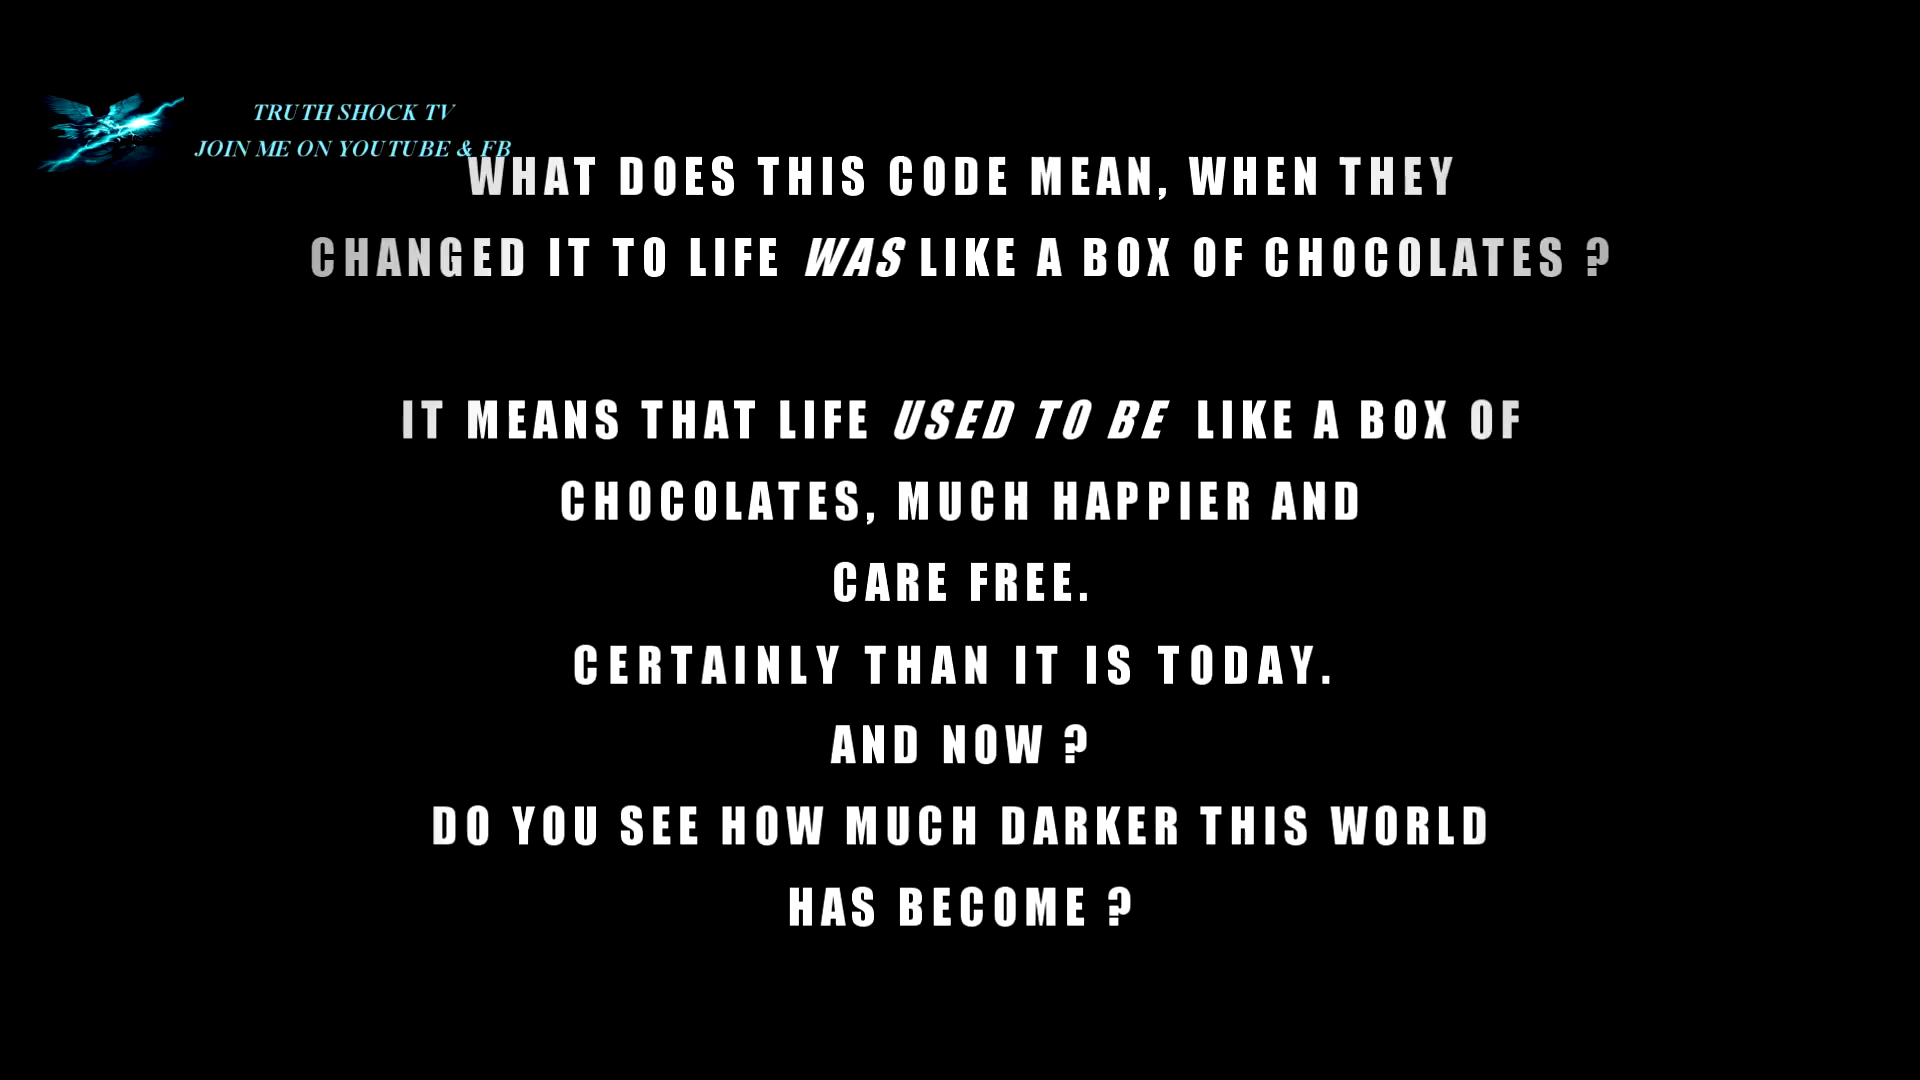 TRUTH SHOCK TV
JOIN ME ON YOUTUBE & FB
WHAT DOES THIS CODE MEAN, WHEN THEY
CHANGED IT TO LIFE WAS LIKE A BOX OF CHOCOLATES ?
IT MEANS THAT LIFE USED TO BE LIKE A BOX OF
CHOCOLATES, MUCH HAPPIER AND
CARE FREE.
CERTAINLY THAN IT IS TODAY.
AND NOW ?
DO YOU SEE HOW MUCH DARKER THIS WORLD
HAS BECOME ?